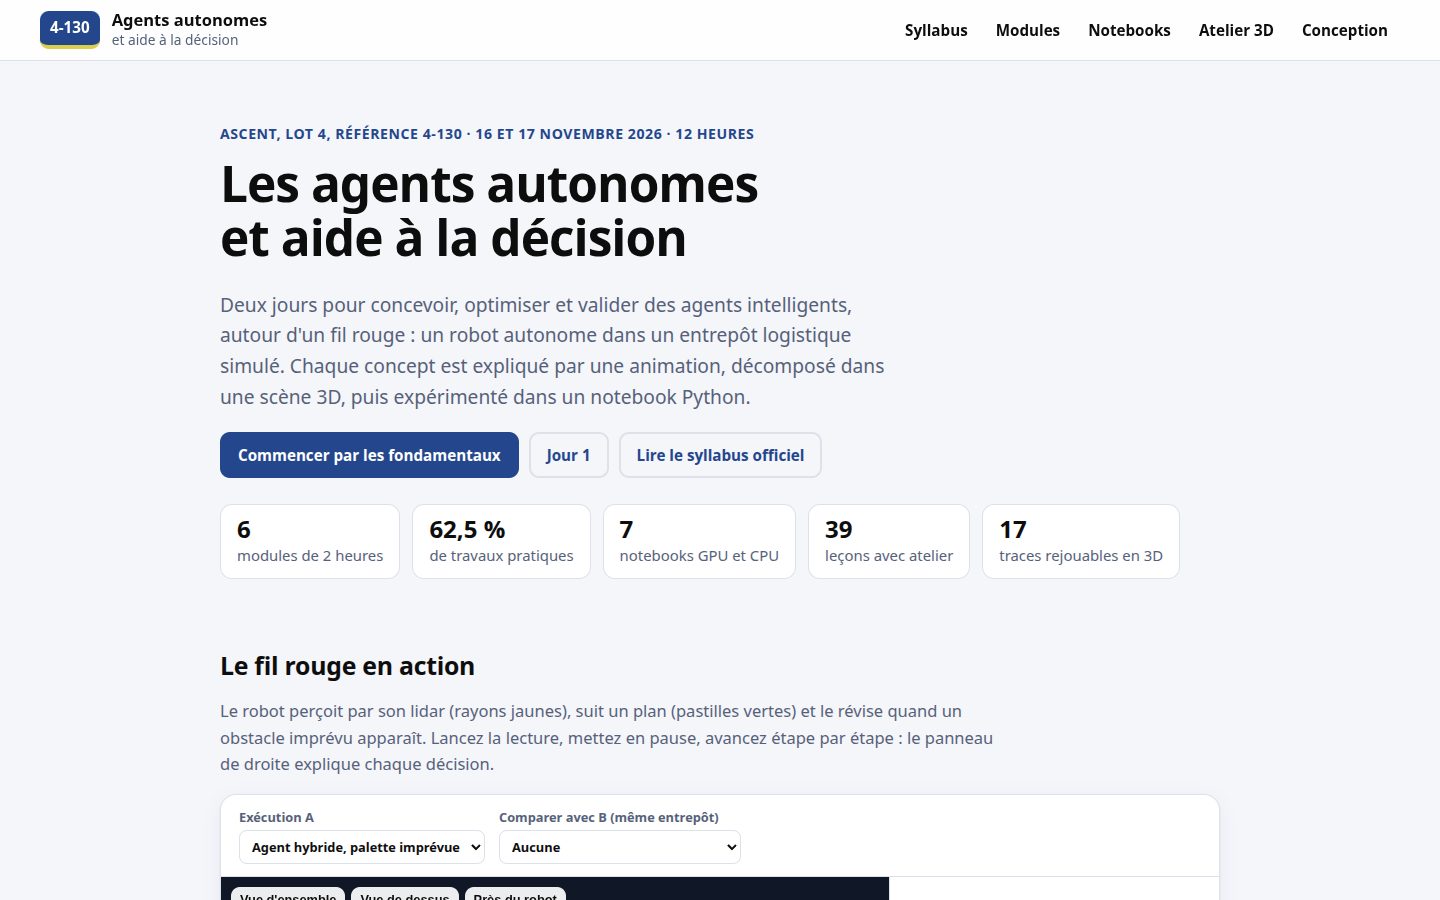 4-130
Agents autonomes
et aide à la décision
Syllabus
Modules
Notebooks
Atelier 3D
Conception
ASCENT, LOT 4, RÉFÉRENCE 4-130 · 16 ET 17 NOVEMBRE 2026 · 12 HEURES
Les agents autonomes
et aide à la décision
Deux jours pour concevoir, optimiser et valider des agents intelligents,
autour d'un fil rouge : un robot autonome dans un entrepôt logistique
simulé. Chaque concept est expliqué par une animation, décomposé dans
une scène 3D, puis expérimenté dans un notebook Python.
Commencer par les fondamentaux
Jour 1
Lire le syllabus officiel
6
modules de 2 heures
62,5 %
de travaux pratiques
7
notebooks GPU et CPU
39
leçons avec atelier
17
traces rejouables en 3D
Le fil rouge en action
Le robot perçoit par son lidar (rayons jaunes), suit un plan (pastilles vertes) et le révise quand un
obstacle imprévu apparaît. Lancez la lecture, mettez en pause, avancez étape par étape : le panneau
de droite explique chaque décision.
Exécution A
Comparer avec B (même entrepôt)
Agent hybride, palette imprévue
Aucune
Vue d'ensemble
Vue de dessus
Près du robot